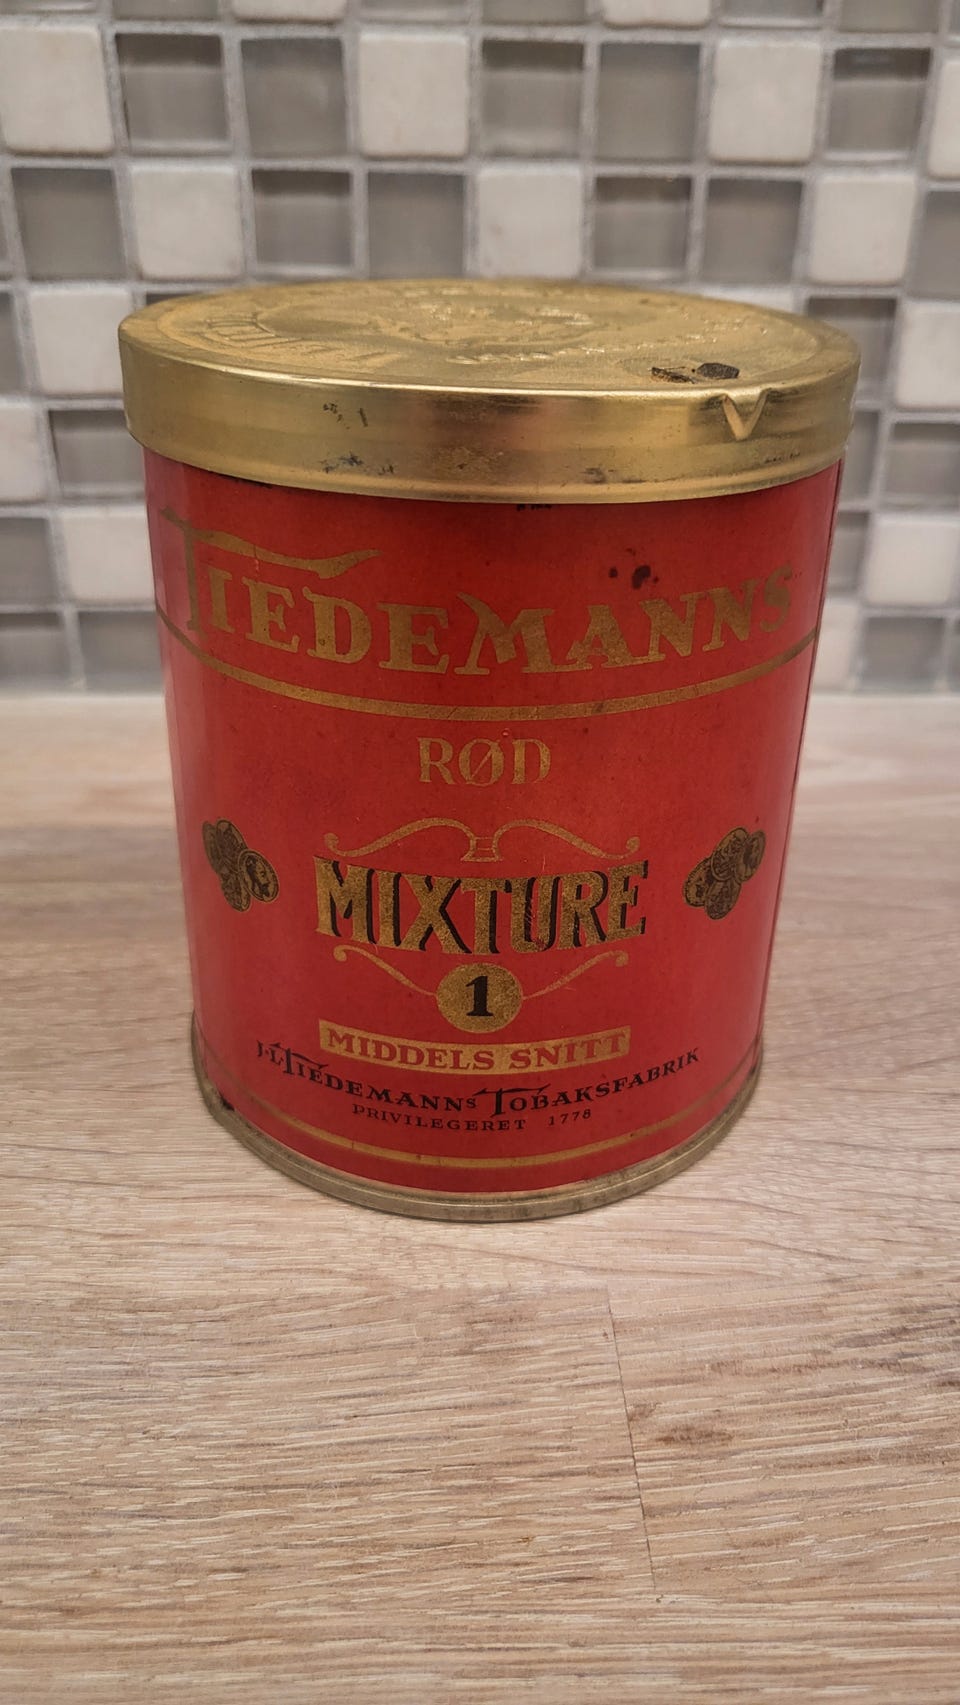 TIEDEMANNS
RØD
MIXTURE
1
MIDDELS SNITT
J.L. TIEDEMANNS TOBAKSFABRIK
PRIVILEGERET 1778